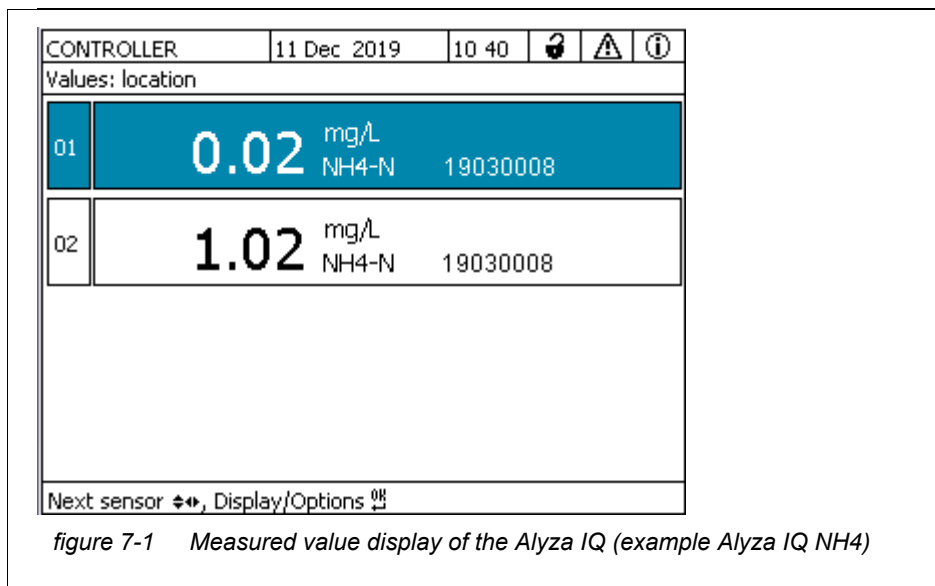 CONTROLLER 11 Dec 2019 10 40
Values: location
01 0.02 mg/L NH4-N 19030008
02 1.02 mg/L NH4-N 19030008
Next sensor, Display/Options OK
figure 7-1 Measured value display of the Alyza IQ (example Alyza IQ NH4)